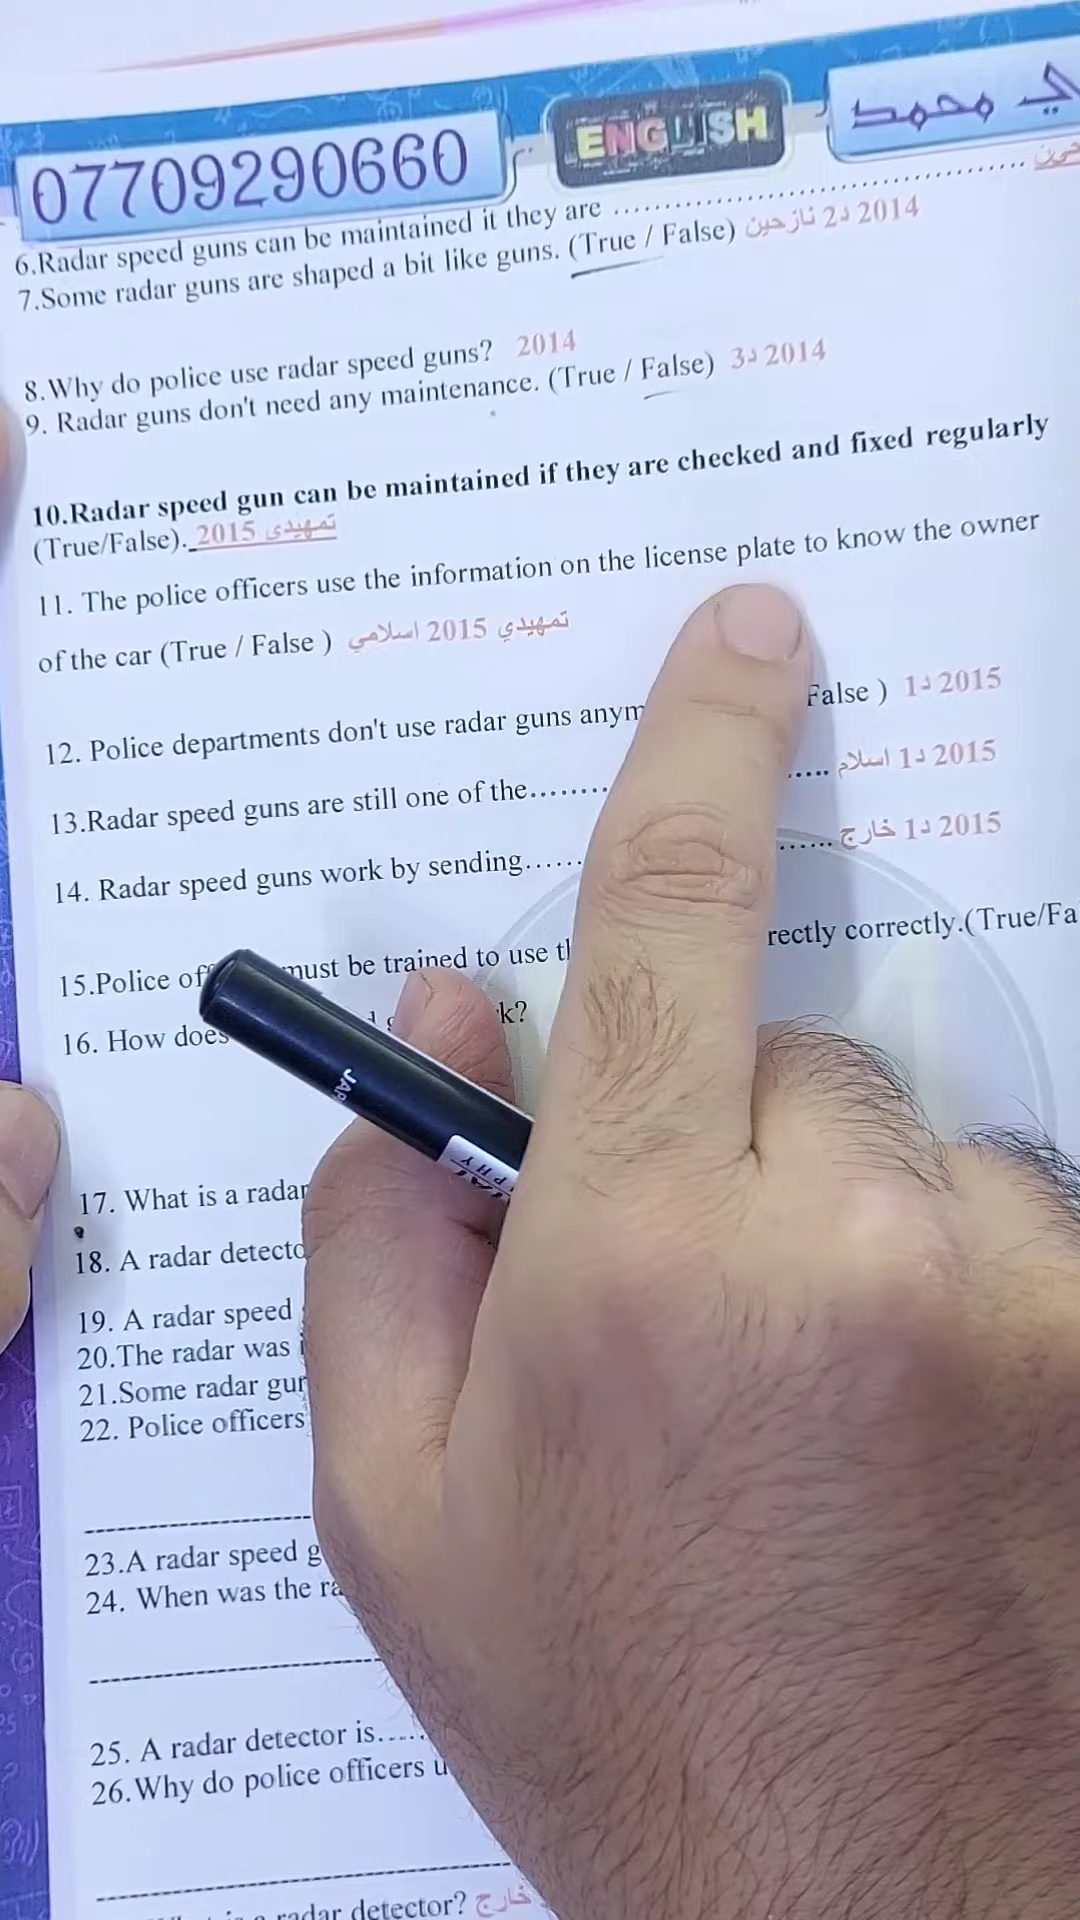 07709290660
ENGLISH
محمد
6.Radar speed guns can be maintained it they are ........................................
7.Some radar guns are shaped a bit like guns. (True / False) 2014 د2 نازحين
8.Why do police use radar speed guns? 2014
9. Radar guns don't need any maintenance. (True / False) 2014 د3
10.Radar speed gun can be maintained if they are checked and fixed regularly
(True/False). 2015 تمهيدى
11. The police officers use the information on the license plate to know the owner
of the car (True / False ) تمهيدي 2015 اسلامي
12. Police departments don't use radar guns False ) 2015 د1
13.Radar speed guns are still one of the........ ..... 2015 د1 اسلام
14. Radar speed guns work by sending...... ...... 2015 د1 خارج
15.Police must be trained to use correctly.(True/Fa
16. How does
17. What is a radar
18. A radar
19. A radar speed
20.The radar was
21.Some radar
22. Police officers
23.A radar speed
24. When was the
25. A radar detector is.....
26.Why do police officers
radar detector? خارج